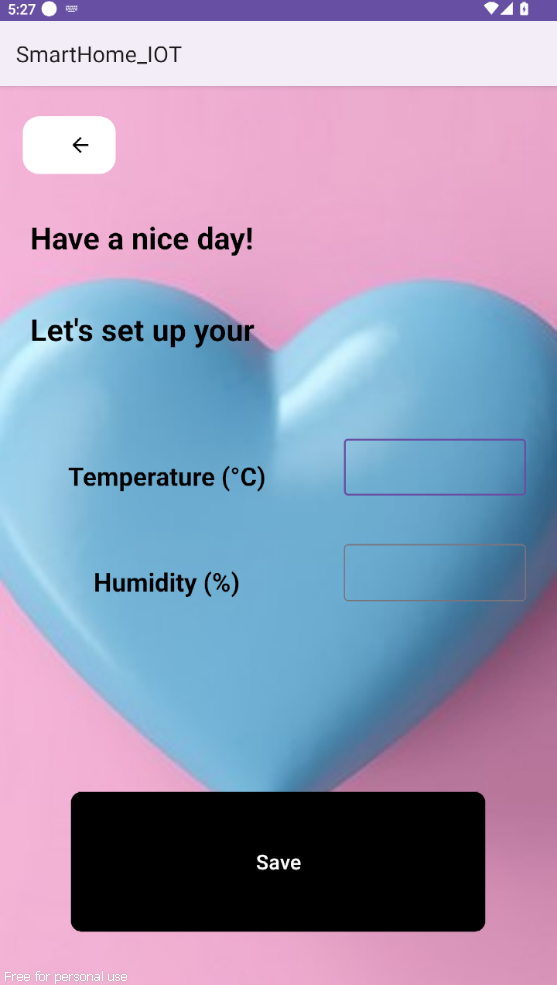 5:27
SmartHome_IOT
Have a nice day!
Let's set up your
Temperature (°C)
Humidity (%)
Save
Free for personal use